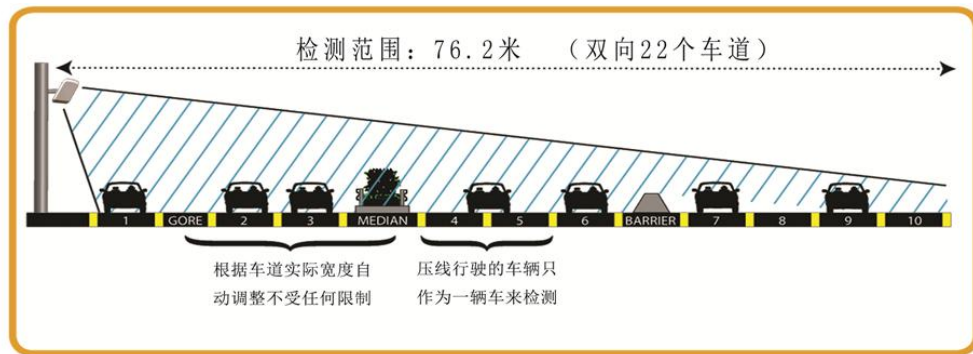 检测范围：76.2米 （双向22个车道）
1 GORE 2 3 MEDIAN 4 5 6 BARRIER 7 8 9 10
根据车道实际宽度自
动调整不受任何限制
压线行驶的车辆只
作为一辆车来检测